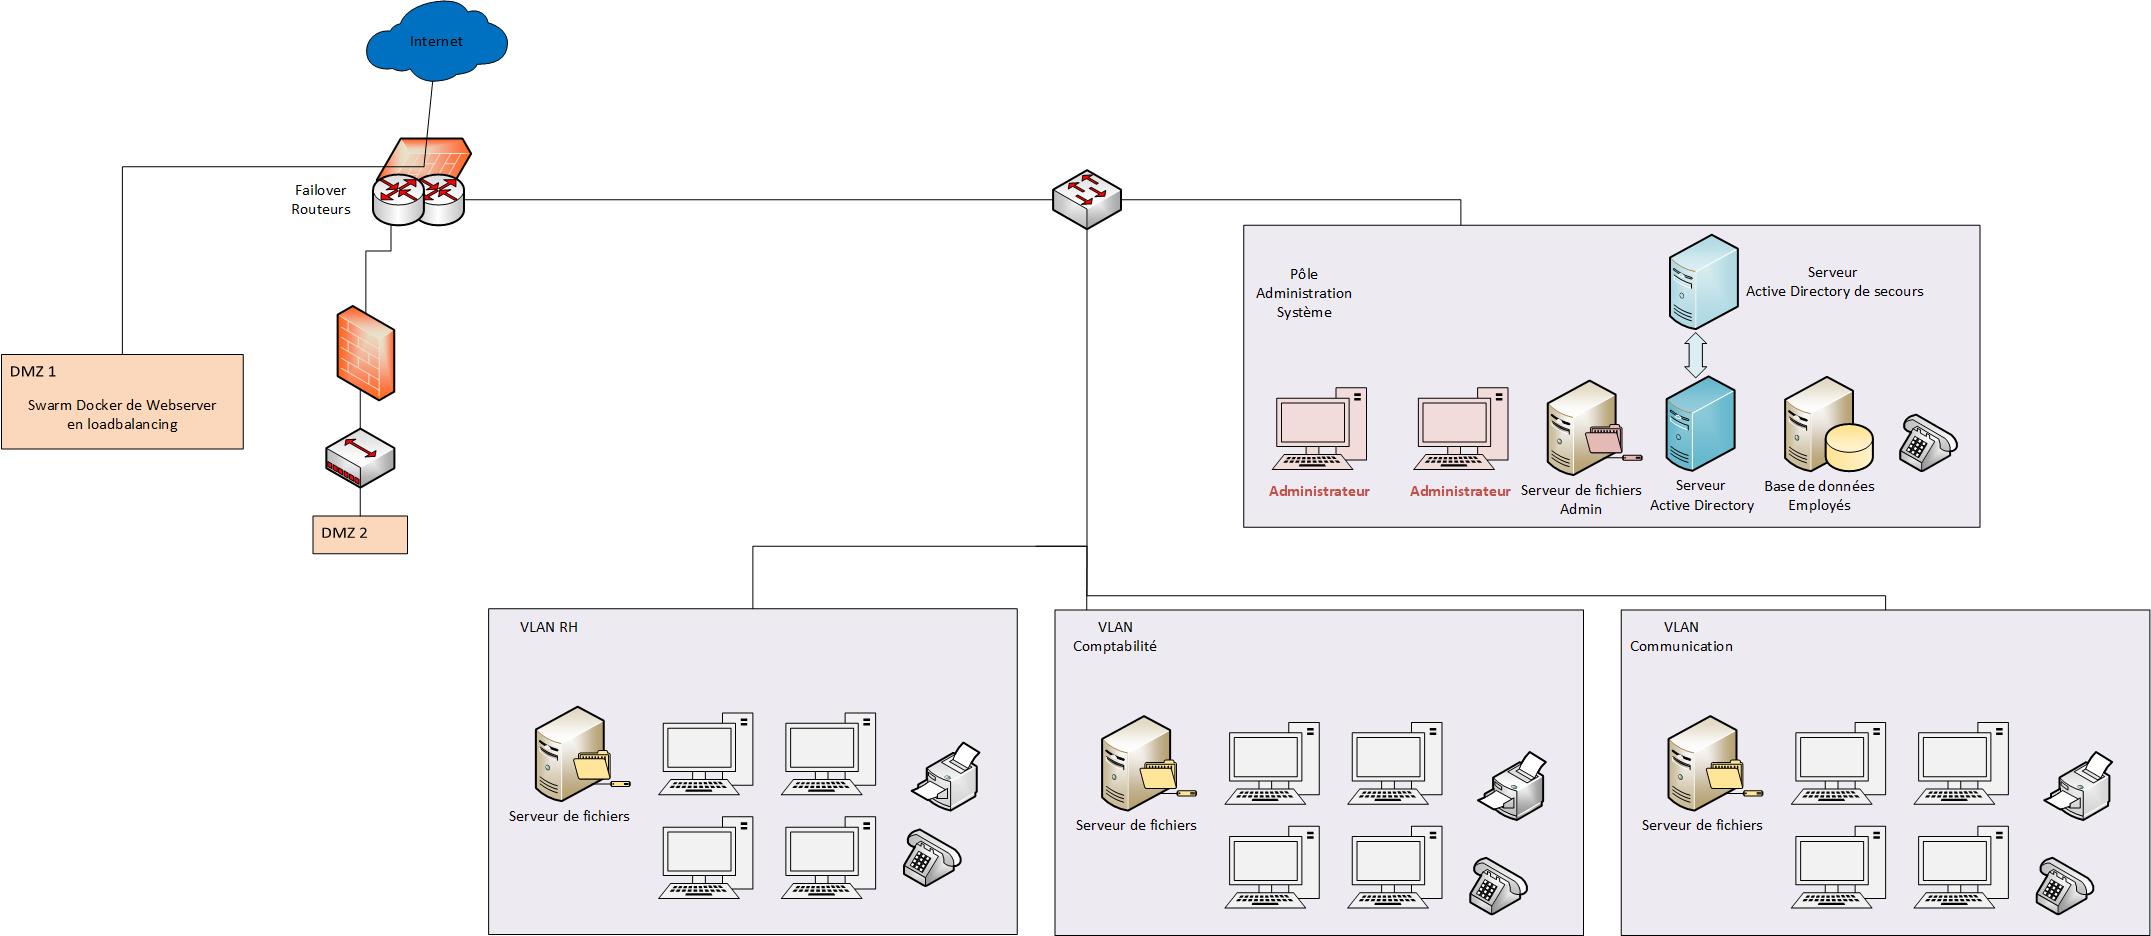 Internet
Failover
Routeurs
DMZ 1
Swarm Docker de Webserver
en loadbalancing
DMZ 2
Pôle
Administration
Système
Serveur
Active Directory de secours
Administrateur
Administrateur
Serveur de fichiers
Admin
Serveur
Active Directory
Base de données
Employés
VLAN RH
Serveur de fichiers
VLAN
Comptabilité
Serveur de fichiers
VLAN
Communication
Serveur de fichiers